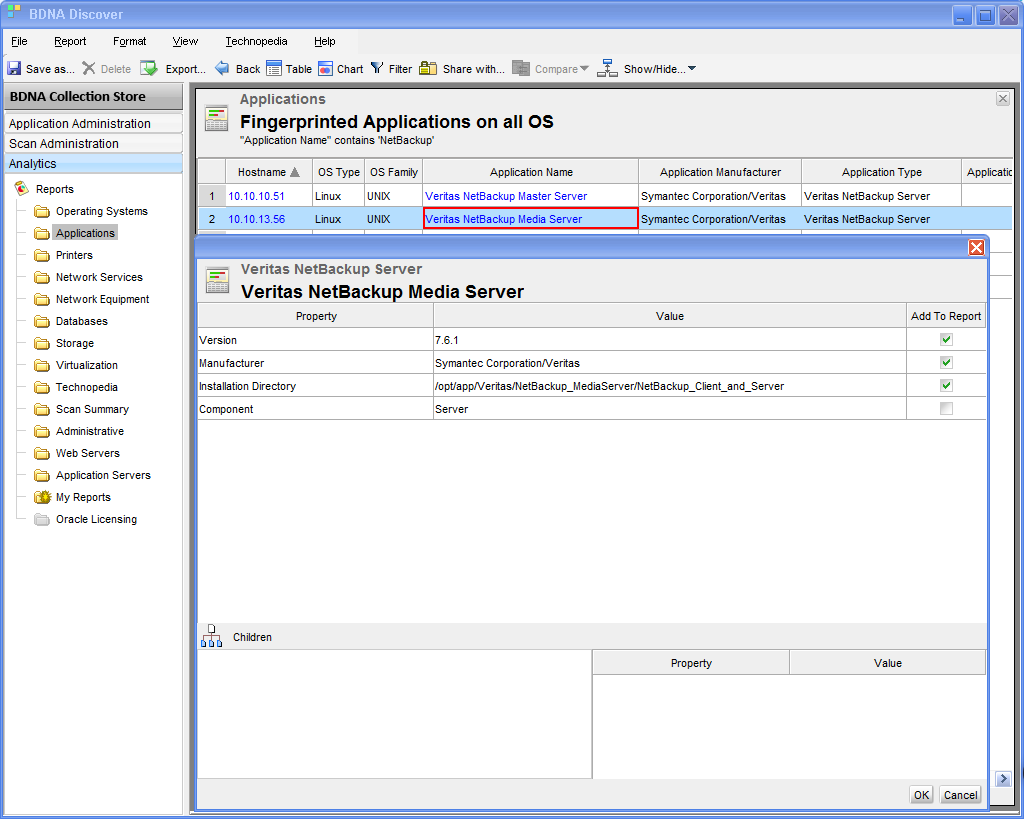 BDNA Discover
File Report Format View Technopedia Help
Save as... Delete Export... Back Table Chart Filter Share with... Compare Show/Hide...
BDNA Collection Store
Application Administration
Scan Administration
Analytics
Reports
Operating Systems
Applications
Printers
Network Services
Network Equipment
Databases
Storage
Virtualization
Technopedia
Scan Summary
Administrative
Web Servers
Application Servers
My Reports
Oracle Licensing
Applications
Fingerprinted Applications on all OS
"Application Name" contains 'NetBackup'
Hostname OS Type OS Family Application Name Application Manufacturer Application Type Applicatic
1 10.10.10.51 Linux UNIX Veritas NetBackup Master Server Symantec Corporation/Veritas Veritas NetBackup Server
2 10.10.13.56 Linux UNIX Veritas NetBackup Media Server Symantec Corporation/Veritas Veritas NetBackup Server
Veritas NetBackup Server
Veritas NetBackup Media Server
Property Value Add To Report
Version 7.6.1
Manufacturer Symantec Corporation/Veritas
Installation Directory /opt/app/Veritas/NetBackup_MediaServer/NetBackup_Client_and_Server
Component Server
Children
Property Value
OK Cancel